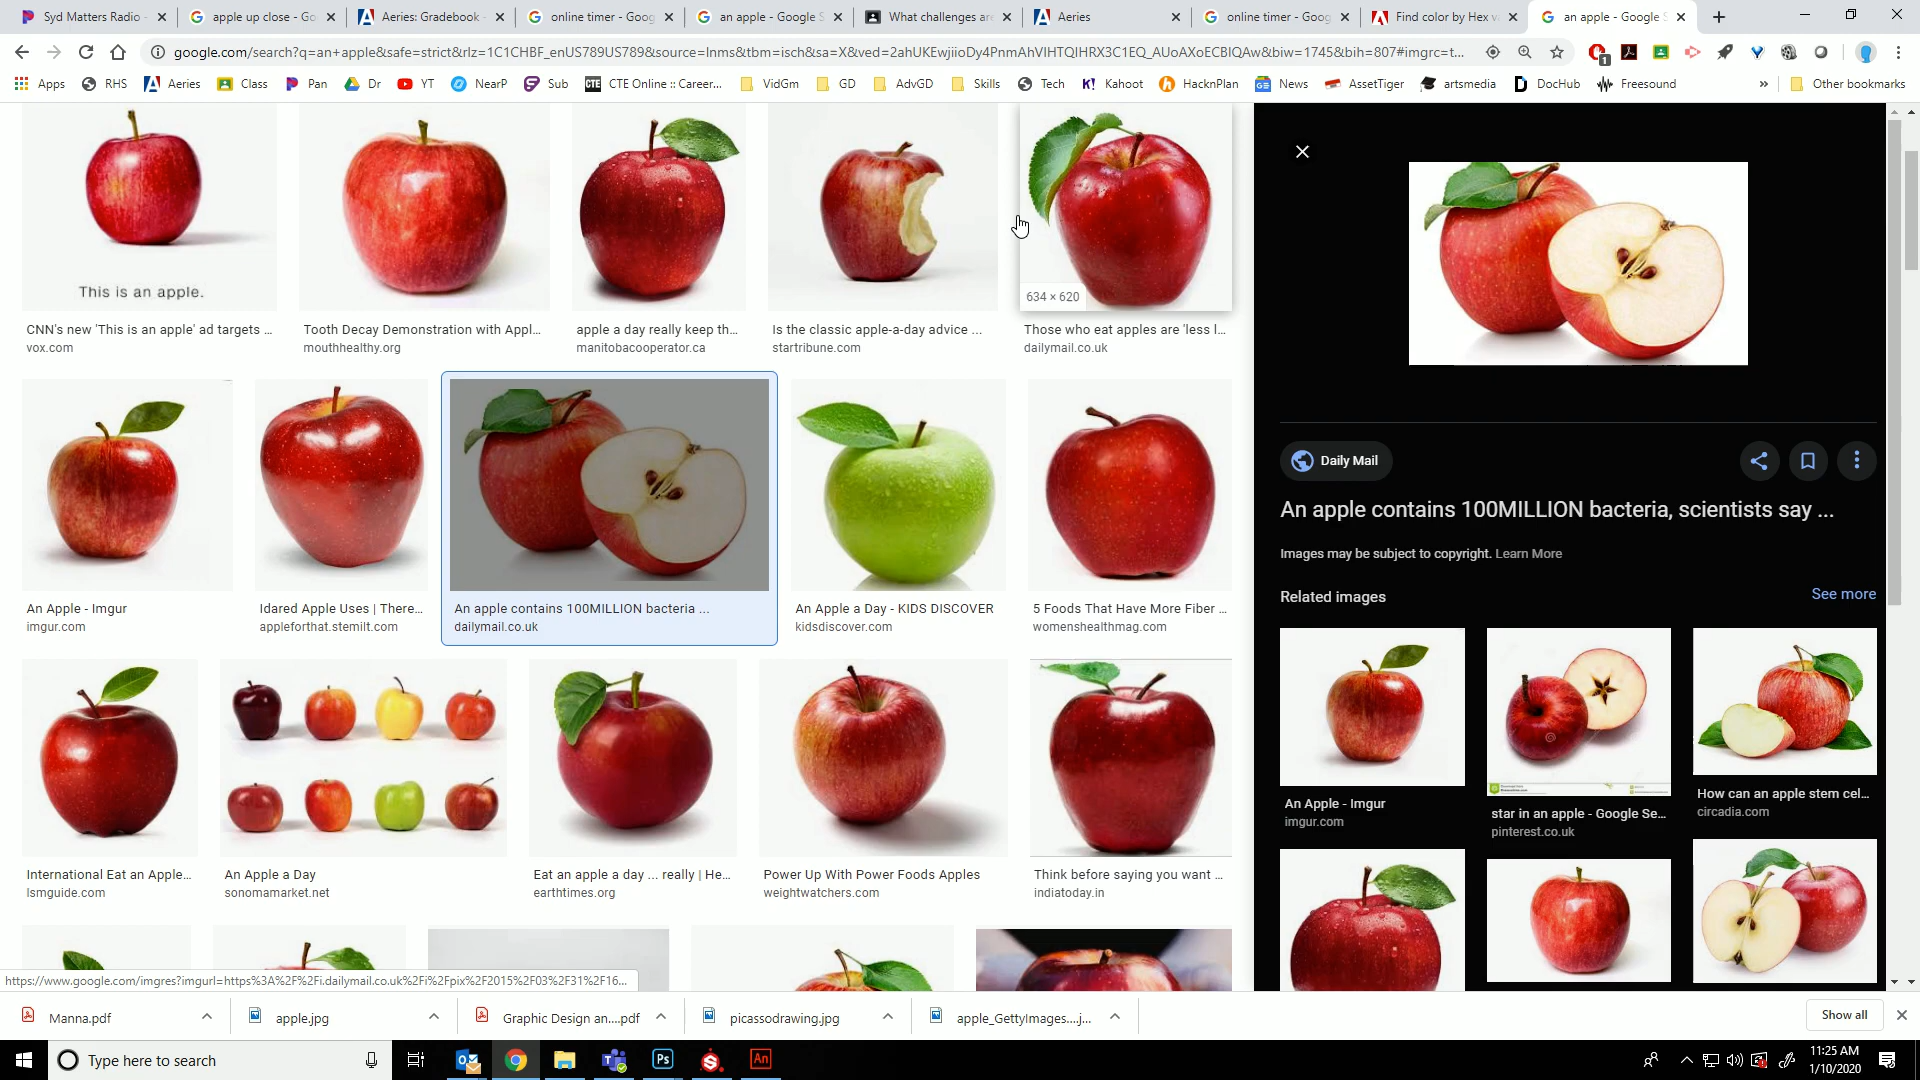 Syd Matters Radio -
apple up close - Go
Aeries: Gradebook -
online timer - Goog
an apple - Google S
What challenges are
Aeries
online timer - Goog
Find color by Hex v
an apple - Google S
google.com/search?q=an+apple&safe=strict&rlz=1C1CHBF_enUS789US789&source=lnms&tbm=isch&sa=X&ved=2ahUKEwjiioDy4PnmAhVIHTQIHRX3C1EQ_AUoAXoECBIQAw&biw=1745&bih=807#imgrc=t...
Apps RHS Aeries Class Pan Dr YT NearP Sub CTE Online :: Career... VidGm GD AdvGD Skills Tech Kahoot HacknPlan News AssetTiger artsmedia DocHub Freesound » Other bookmarks
This is an apple.
634 × 620
CNN's new 'This is an apple' ad targets ...
vox.com
Tooth Decay Demonstration with Appl...
mouthhealthy.org
apple a day really keep th...
manitobacooperator.ca
Is the classic apple-a-day advice ...
startribune.com
Those who eat apples are 'less l...
dailymail.co.uk
An Apple - Imgur
imgur.com
Idared Apple Uses | There...
appleforthat.stemilt.com
An apple contains 100MILLION bacteria ...
dailymail.co.uk
An Apple a Day - KIDS DISCOVER
kidsdiscover.com
5 Foods That Have More Fiber ...
womenshealthmag.com
International Eat an Apple...
lsmguide.com
An Apple a Day
sonomamarket.net
Eat an apple a day ... really | He...
earthtimes.org
Power Up With Power Foods Apples
weightwatchers.com
Think before saying you want ...
indiatoday.in
Daily Mail
An apple contains 100MILLION bacteria, scientists say ...
Images may be subject to copyright. Learn More
Related images
See more
An Apple - Imgur
imgur.com
star in an apple - Google Se...
pinterest.co.uk
How can an apple stem cel...
circadia.com
https://www.google.com/imgres?imgurl=https%3A%2F%2Fi.dailymail.co.uk%2Fi%2Fpix%2F2015%2F03%2F31%2F16...
Manna.pdf
apple.jpg
Graphic Design an....pdf
picassodrawing.jpg
apple_GettyImages....j...
Show all
Type here to search
Ps
An
11:25 AM
1/10/2020